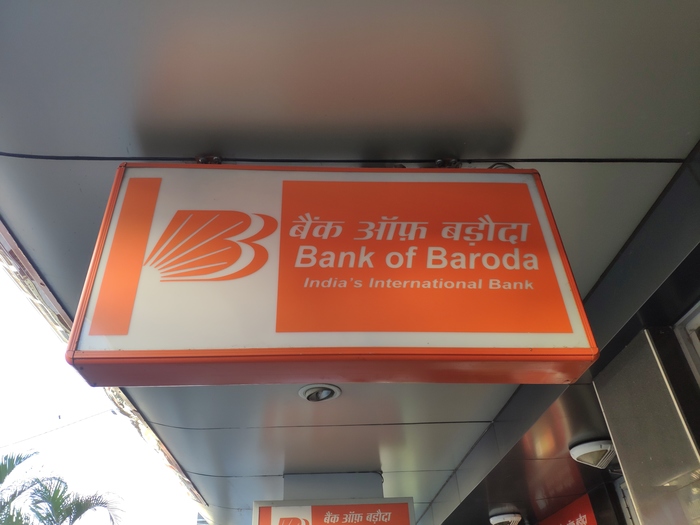 बैंक ऑफ़ बड़ौदा
Bank of Baroda
India's International Bank
बैंक ऑफ़ बड़ौदा